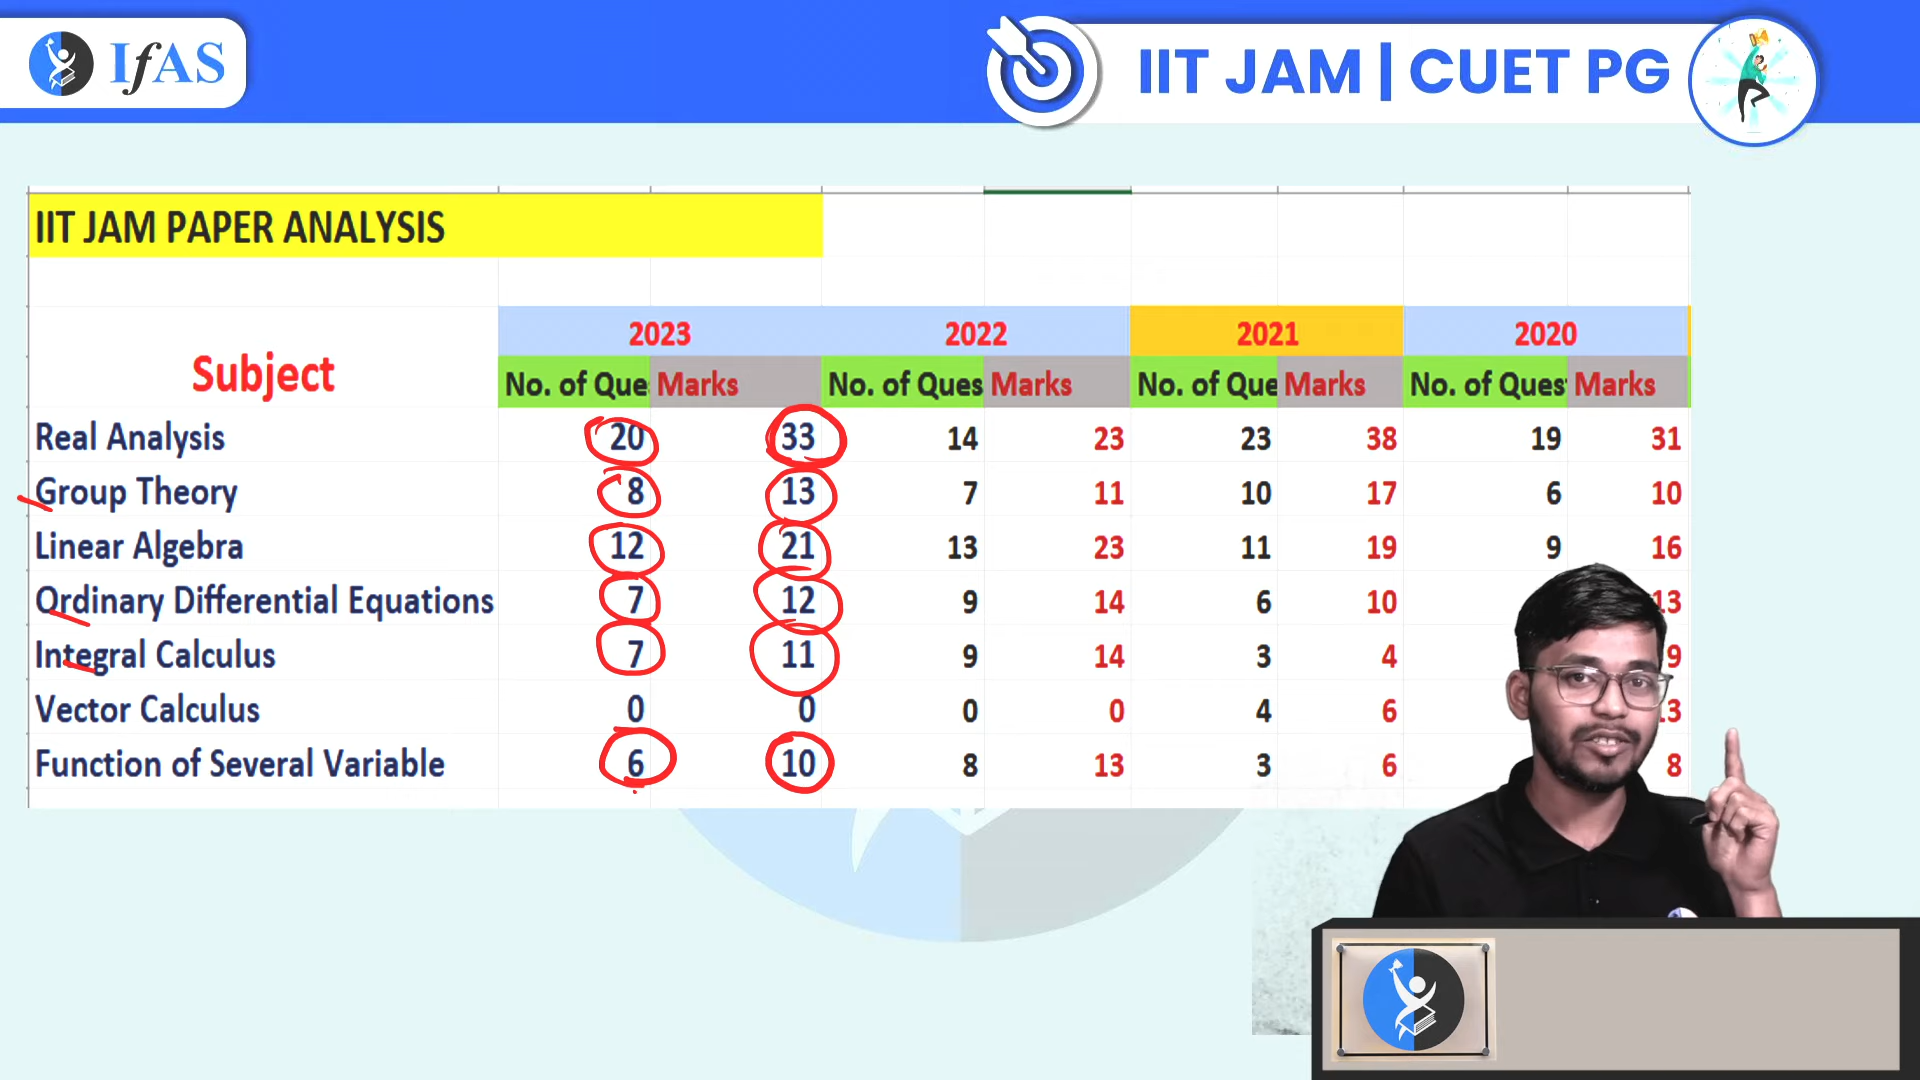 IfAS
IIT JAM | CUET PG
IIT JAM PAPER ANALYSIS
2023 2022 2021 2020
Subject
No. of Que Marks No. of Ques Marks No. of Que Marks No. of Ques Marks
Real Analysis 20 33 14 23 23 38 19 31
Group Theory 8 13 7 11 10 17 6 10
Linear Algebra 12 21 13 23 11 19 9 16
Ordinary Differential Equations 7 12 9 14 6 10 13
Integral Calculus 7 11 9 14 3 4 9
Vector Calculus 0 0 0 0 4 6
Function of Several Variable 6 10 8 13 3 6 8